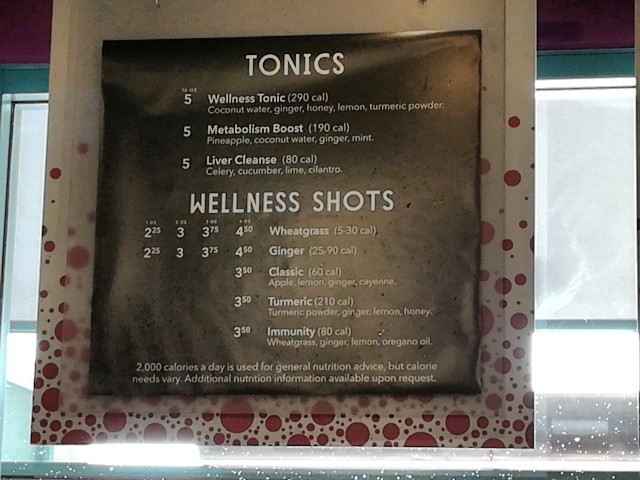 TONICS
16 OZ
5 Wellness Tonic (290 cal)
Coconut water, ginger, honey, lemon, turmeric powder.
5 Metabolism Boost (190 cal)
Pineapple, coconut water, ginger, mint.
5 Liver Cleanse (80 cal)
Celery, cucumber, lime, cilantro.
WELLNESS SHOTS
1 OZ 2 OZ 3 OZ 4 OZ
2²⁵ 3 3⁷⁵ 4⁵⁰ Wheatgrass (5-30 cal)
2²⁵ 3 3⁷⁵ 4⁵⁰ Ginger (25-90 cal)
3⁵⁰ Classic (60 cal)
Apple, lemon, ginger, cayenne.
3⁵⁰ Turmeric (210 cal)
Turmeric powder, ginger, lemon, honey.
3⁵⁰ Immunity (80 cal)
Wheatgrass, ginger, lemon, oregano oil.
2,000 calories a day is used for general nutrition advice, but calorie
needs vary. Additional nutrition information available upon request.